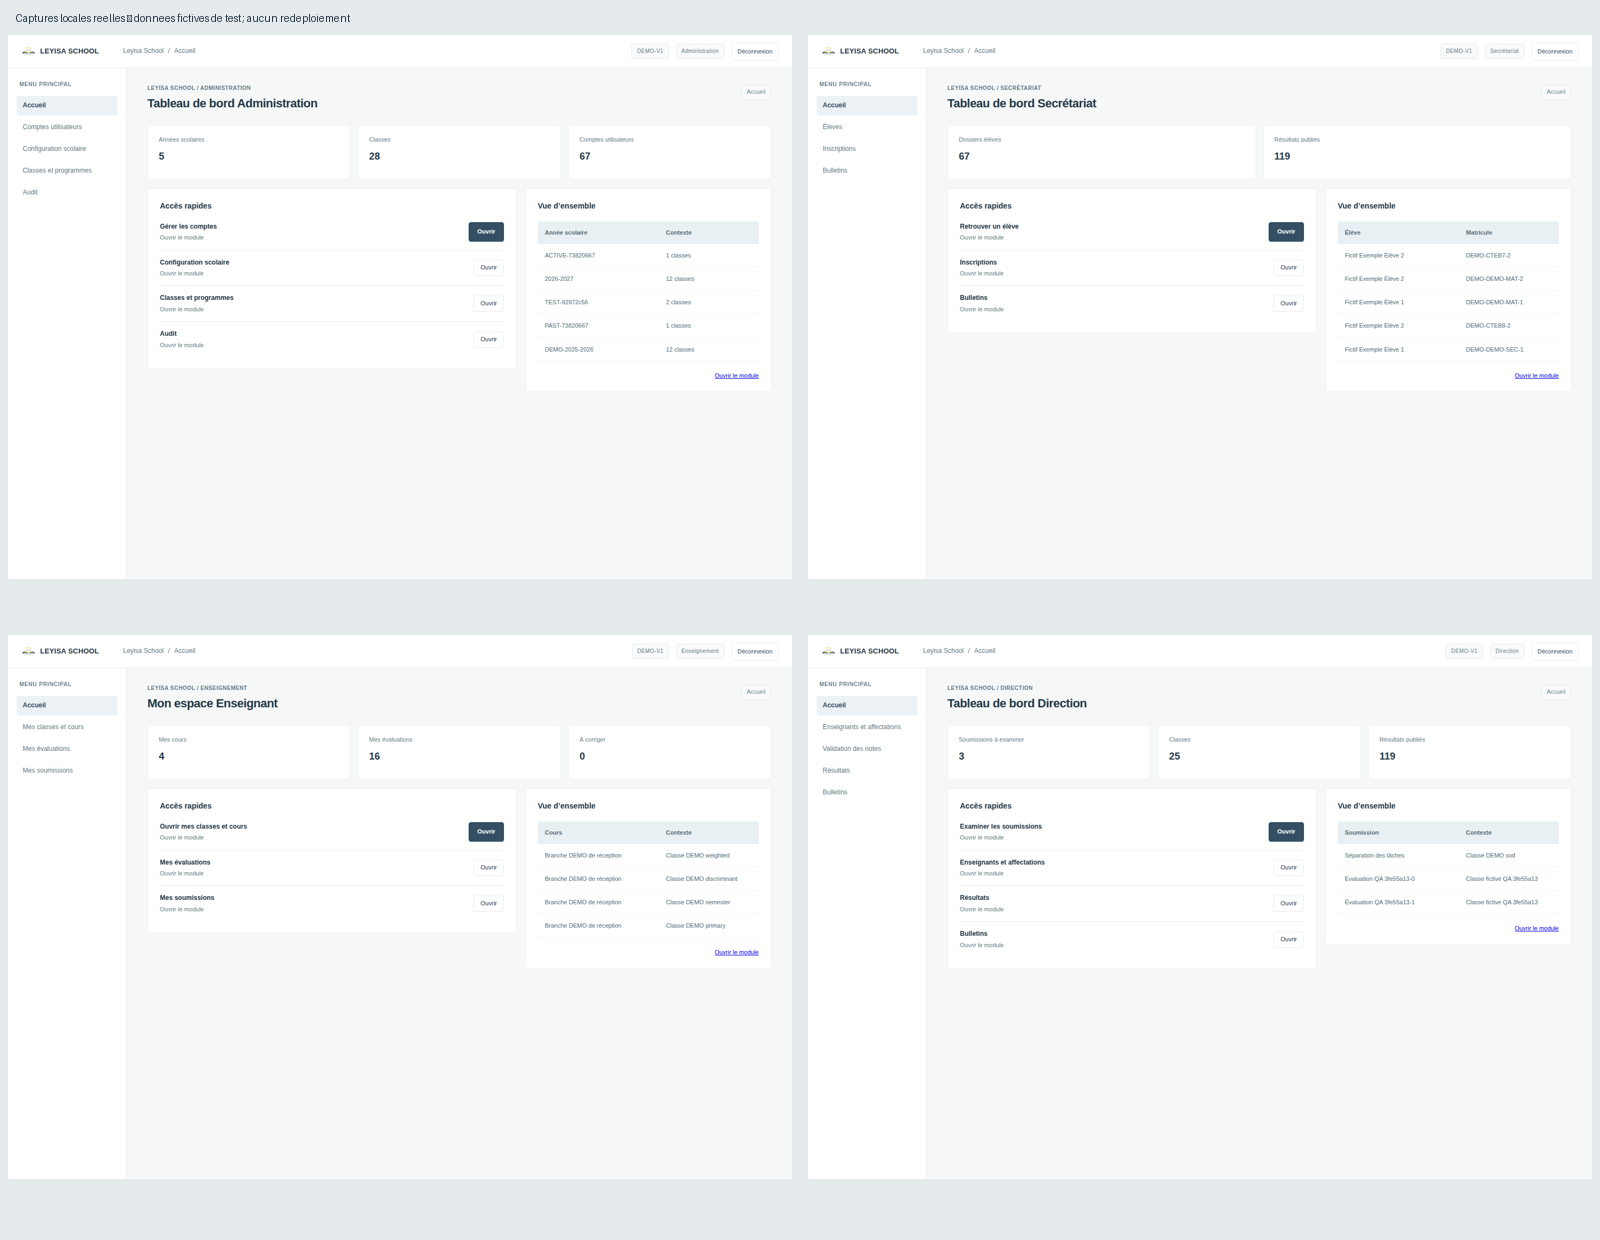 Captures locales reelles donnees fictives de test; aucun redeploiement
LEYISA SCHOOL
Leyisa School / Accueil
DEMO-V1
Administration
Déconnexion
MENU PRINCIPAL
Accueil
Comptes utilisateurs
Configuration scolaire
Classes et programmes
Audit
LEYISA SCHOOL / ADMINISTRATION
Tableau de bord Administration
Accueil
Années scolaires
5
Classes
28
Comptes utilisateurs
67
Accès rapides
Gérer les comptes
Ouvrir le module
Ouvrir
Configuration scolaire
Ouvrir le module
Ouvrir
Classes et programmes
Ouvrir le module
Ouvrir
Audit
Ouvrir le module
Ouvrir
Vue d'ensemble
Année scolaire Contexte
ACTIVE-73820667 1 classes
2026-2027 12 classes
TEST-92972c56 2 classes
PAST-73820667 1 classes
DEMO-2025-2026 12 classes
Ouvrir le module
LEYISA SCHOOL
Leyisa School / Accueil
DEMO-V1
Secrétariat
Déconnexion
MENU PRINCIPAL
Accueil
Élèves
Inscriptions
Bulletins
LEYISA SCHOOL / SECRÉTARIAT
Tableau de bord Secrétariat
Accueil
Dossiers élèves
67
Résultats publiés
119
Accès rapides
Retrouver un élève
Ouvrir le module
Ouvrir
Inscriptions
Ouvrir le module
Ouvrir
Bulletins
Ouvrir le module
Ouvrir
Vue d'ensemble
Élève Matricule
Fictif Exemple Élève 2 DEMO-CTEB7-2
Fictif Exemple Élève 2 DEMO-DEMO-MAT-2
Fictif Exemple Élève 1 DEMO-DEMO-MAT-1
Fictif Exemple Élève 2 DEMO-CTEB8-2
Fictif Exemple Élève 1 DEMO-DEMO-SEC-1
Ouvrir le module
LEYISA SCHOOL
Leyisa School / Accueil
DEMO-V1
Enseignement
Déconnexion
MENU PRINCIPAL
Accueil
Mes classes et cours
Mes évaluations
Mes soumissions
LEYISA SCHOOL / ENSEIGNEMENT
Mon espace Enseignant
Accueil
Mes cours
4
Mes évaluations
16
À corriger
0
Accès rapides
Ouvrir mes classes et cours
Ouvrir le module
Ouvrir
Mes évaluations
Ouvrir le module
Ouvrir
Mes soumissions
Ouvrir le module
Ouvrir
Vue d'ensemble
Cours Contexte
Branche DEMO de réception Classe DEMO weighted
Branche DEMO de réception Classe DEMO discriminant
Branche DEMO de réception Classe DEMO semester
Branche DEMO de réception Classe DEMO primary
Ouvrir le module
LEYISA SCHOOL
Leyisa School / Accueil
DEMO-V1
Direction
Déconnexion
MENU PRINCIPAL
Accueil
Enseignants et affectations
Validation des notes
Résultats
Bulletins
LEYISA SCHOOL / DIRECTION
Tableau de bord Direction
Accueil
Soumissions à examiner
3
Classes
25
Résultats publiés
119
Accès rapides
Examiner les soumissions
Ouvrir le module
Ouvrir
Enseignants et affectations
Ouvrir le module
Ouvrir
Résultats
Ouvrir le module
Ouvrir
Bulletins
Ouvrir le module
Ouvrir
Vue d'ensemble
Soumission Contexte
Séparation des tâches Classe DEMO sod
Évaluation QA 3fe55a13-0 Classe fictive QA 3fe55a13
Évaluation QA 3fe55a13-1 Classe fictive QA 3fe55a13
Ouvrir le module